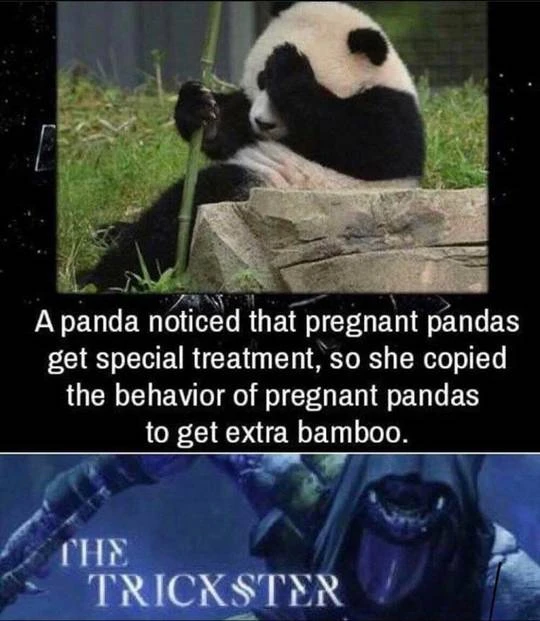 A panda noticed that pregnant pandas
get special treatment, so she copied
the behavior of pregnant pandas
to get extra bamboo.
THE
TRICKSTER